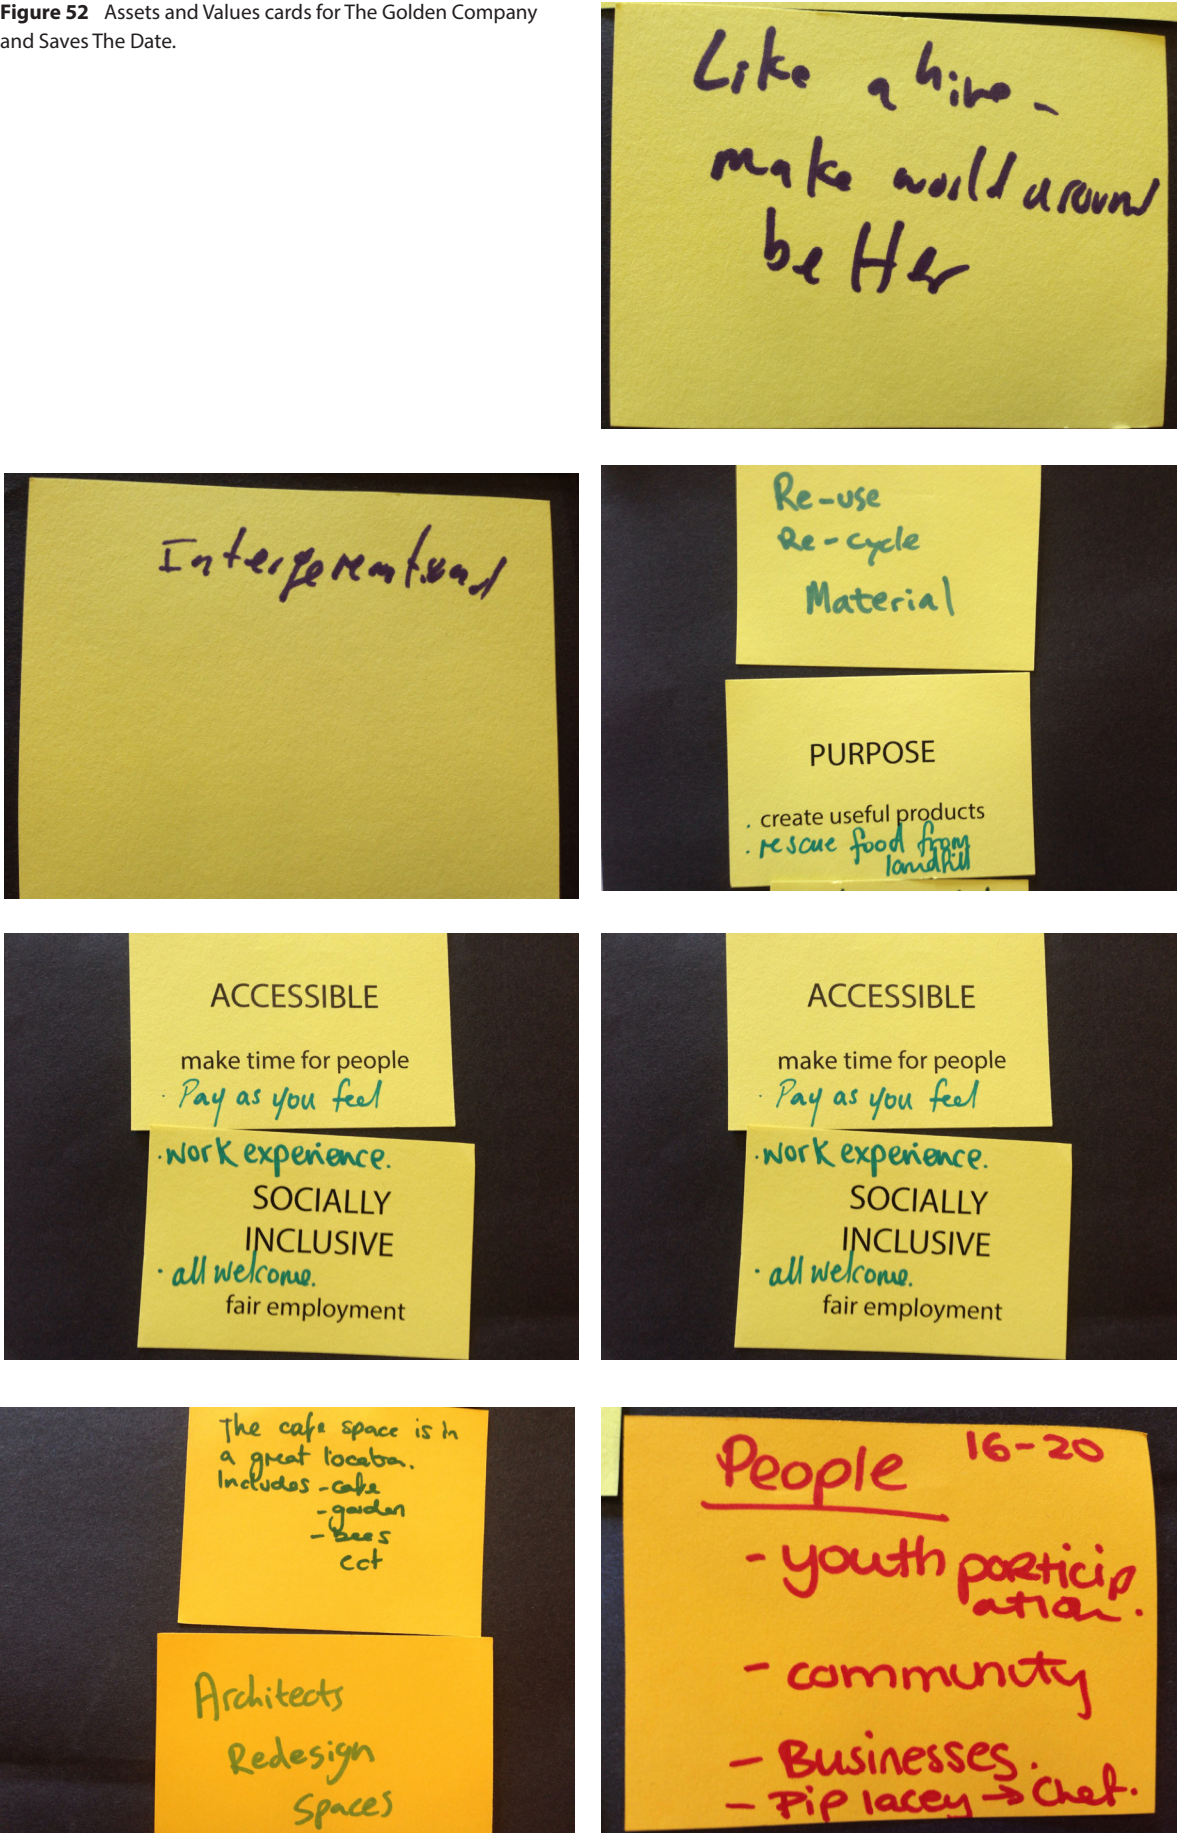 Figure 52 Assets and Values cards for The Golden Company
and Saves The Date.
Like a hive -
make world around
better
Intergenerational
Re-use
Re-cycle
Material
PURPOSE
. create useful products
. rescue food from
landfill
ACCESSIBLE
make time for people
. Pay as you feel
. work experience.
SOCIALLY
INCLUSIVE
. all welcome.
fair employment
ACCESSIBLE
make time for people
. Pay as you feel
. work experience.
SOCIALLY
INCLUSIVE
. all welcome.
fair employment
The cafe space is in
a great location.
Includes - cafe
- garden
- bees
ect
Architects
Redesign
Spaces
People 16-20
- youth particip
ation.
- community
- Businesses.
- Pip lacey → Chef.